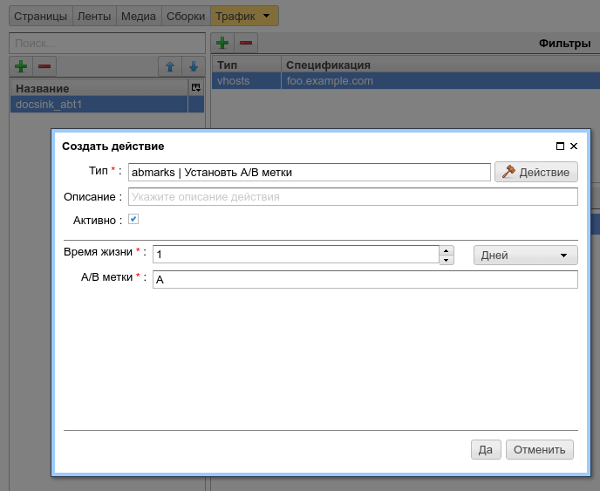 Страницы Ленты Медиа Сборки Трафик
Поиск...
Фильтры
Название
Тип Спецификация
docsink_abt1
vhosts foo.example.com
Создать действие
Тип * : abmarks | Установть А/В метки Действие
Описание : Укажите описание действия
Активно :
Время жизни * : 1 Дней
А/В метки * : A
Да Отменить